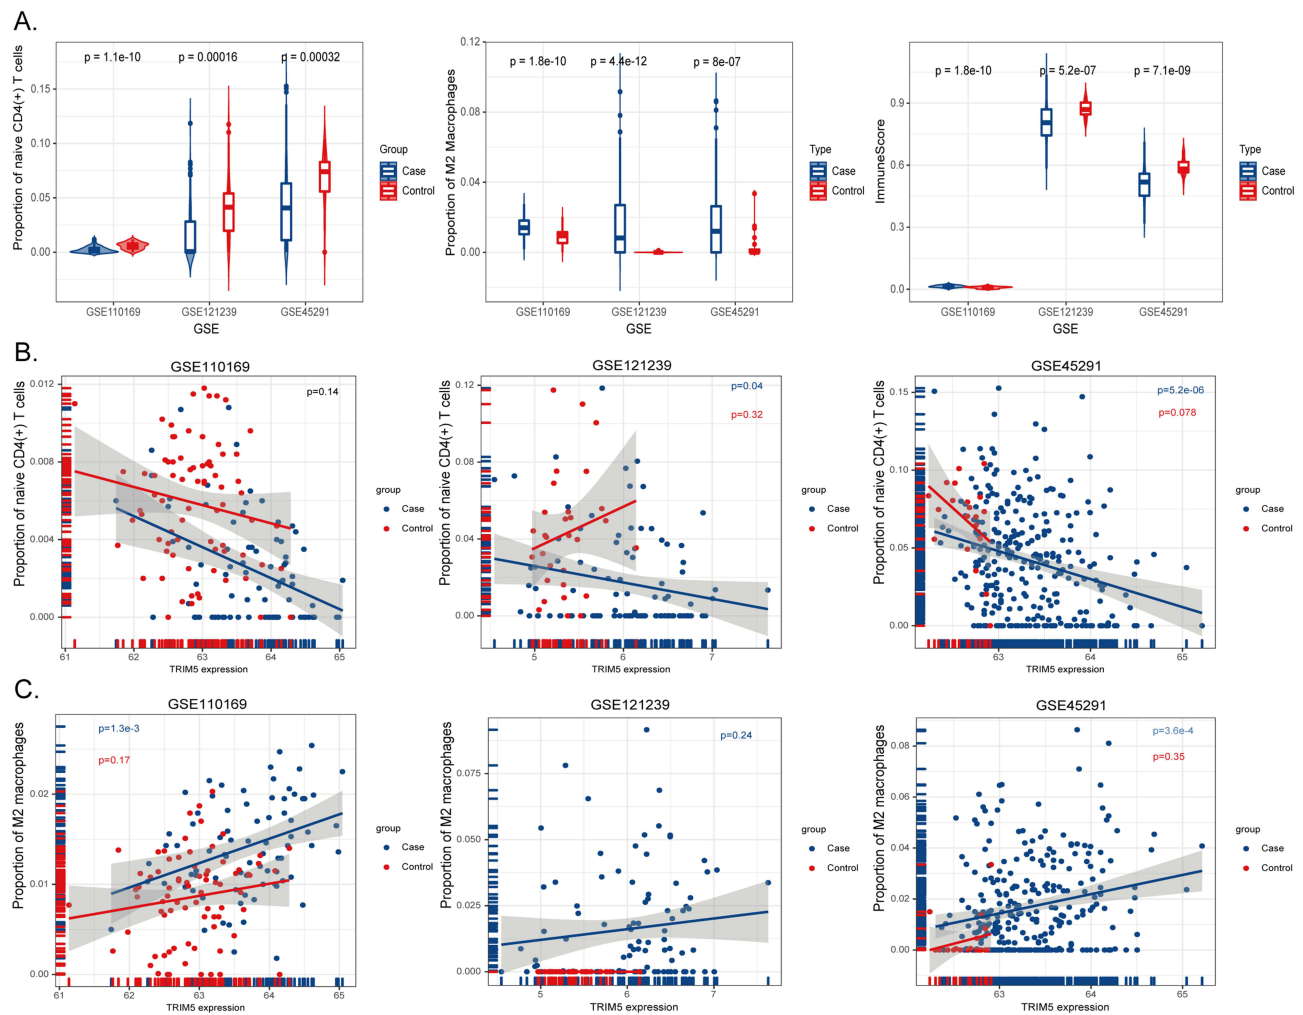 A.
p = 1.1e-10
p = 0.00016
p = 0.00032
Proportion of naive CD4(+) T cells
0.15
0.10
0.05
0.00
GSE110169
GSE121239
GSE45291
GSE
Group
Case
Control
p = 1.8e-10
p = 4.4e-12
p = 8e-07
Proportion of M2 Macrophages
0.12
0.08
0.04
0.00
GSE110169
GSE121239
GSE45291
GSE
Type
Case
Control
p = 1.8e-10
p = 5.2e-07
p = 7.1e-09
ImmuneScore
0.9
0.6
0.3
0.0
GSE110169
GSE121239
GSE45291
GSE
Type
Case
Control
B.
GSE110169
p=0.14
Proportion of naive CD4(+) T cells
0.012
0.008
0.004
0.000
61
62
63
64
65
TRIM5 expression
group
Case
Control
GSE121239
p=0.04
p=0.32
Proportion of naive CD4(+) T cells
0.12
0.08
0.04
0.00
5
6
7
TRIM5 expression
group
Case
Control
GSE45291
p=5.2e-06
p=0.078
Proportion of naive CD4(+) T cells
0.15
0.10
0.05
0.00
63
64
65
TRIM5 expression
group
Case
Control
C.
GSE110169
p=1.3e-3
p=0.17
Proportion of M2 macrophages
0.02
0.01
0.00
61
62
63
64
65
TRIM5 expression
group
Case
Control
GSE121239
p=0.24
Proportion of M2 macrophages
0.075
0.050
0.025
0.000
5
6
7
TRIM5 expression
group
Case
Control
GSE45291
p=3.6e-4
p=0.35
Proportion of M2 macrophages
0.08
0.06
0.04
0.02
0.00
63
64
65
TRIM5 expression
group
Case
Control